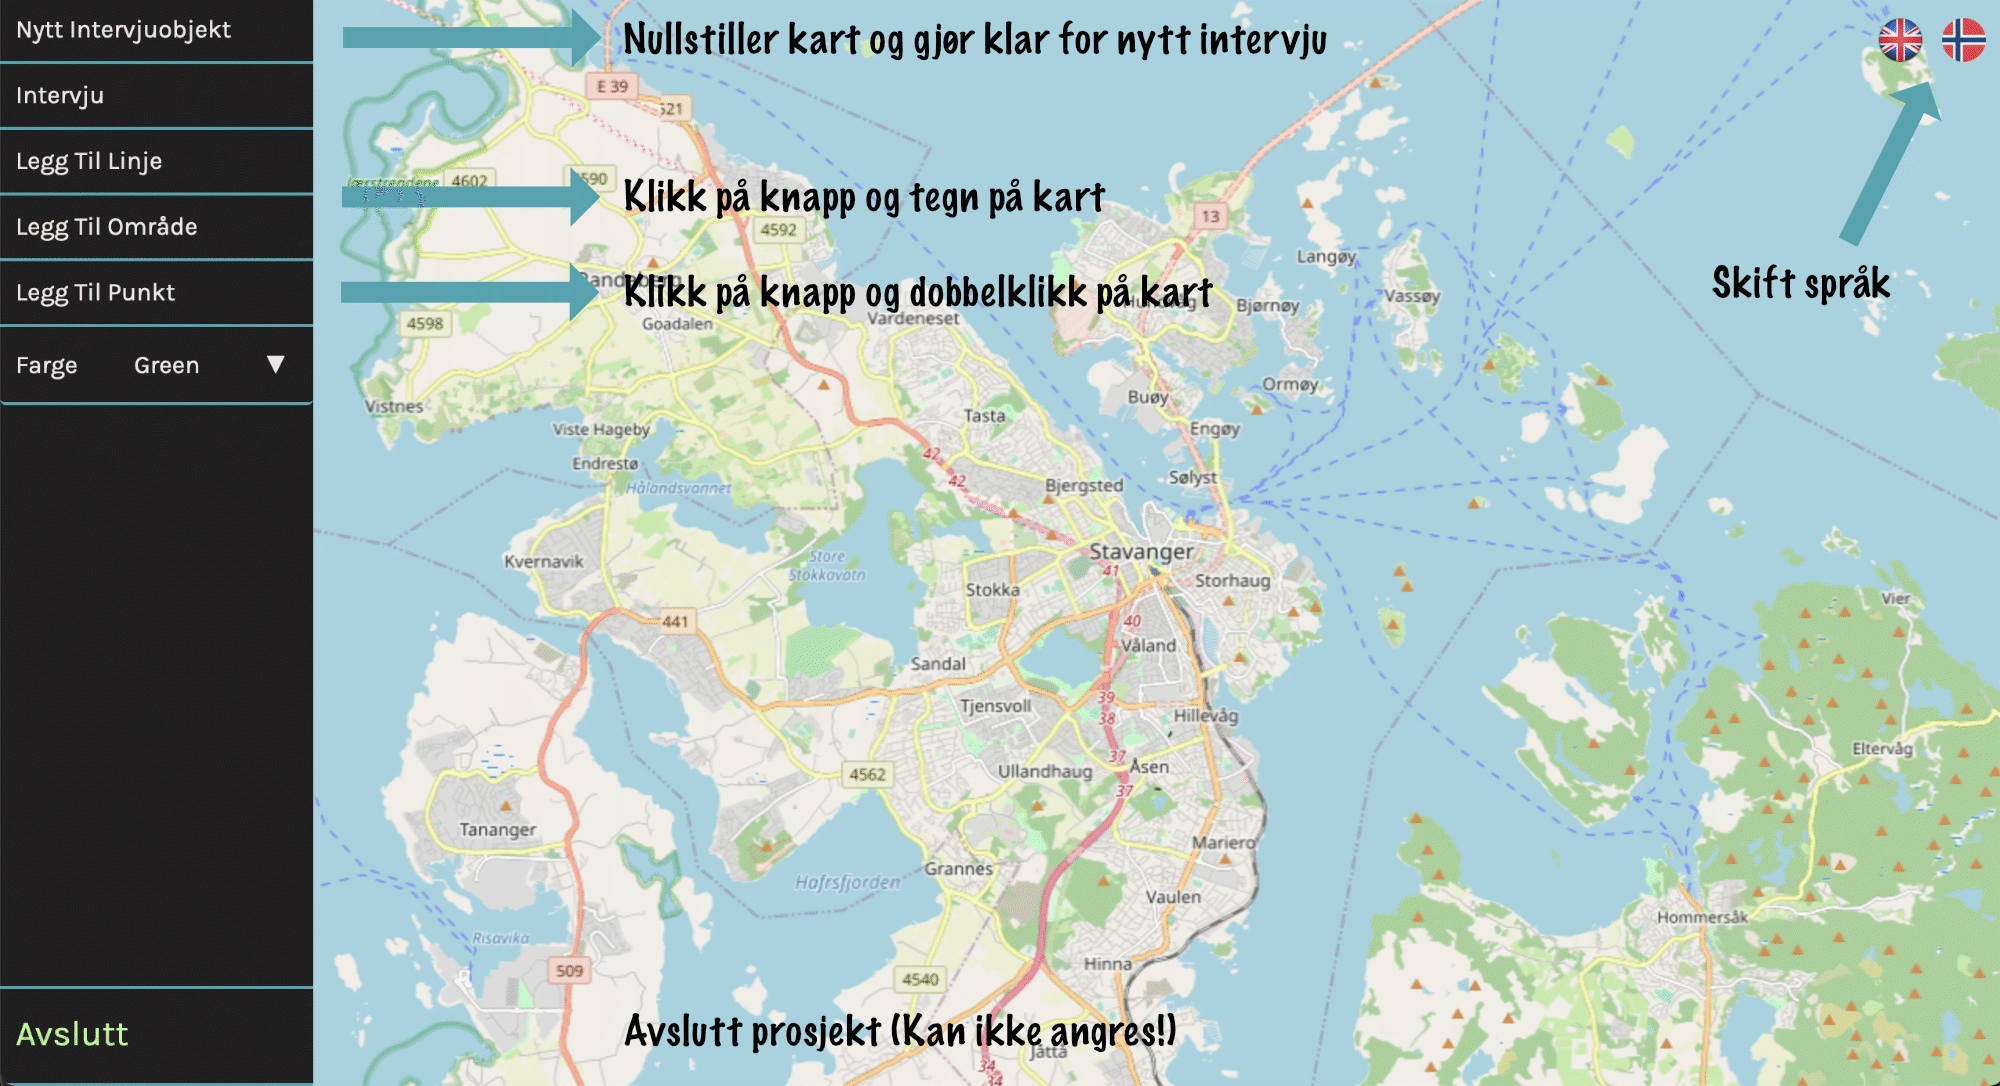 Nytt Intervjuobjekt
Intervju
Legg Til Linje
Legg Til Område
Legg Til Punkt
Farge Green ▼
Avslutt
Nullstiller kart og gjør klar for nytt intervju
Klikk på knapp og tegn på kart
Klikk på knapp og dobbelklikk på kart
Skift språk
Avslutt prosjekt (Kan ikke angres!)
E 39
521
4602
590
4592
13
Langøy
Vassøy
Bjørnøy
4598
Goadalen
Vardeneset
Ormøy
Vistnes
Buøy
Tasta
Engøy
Viste Hageby
42
Endrestø
42
Hålandsvannet
Bjergsted
Sølyst
Kvernavik
Store
Stokkavatn
Stavanger
41
Stokka
Storhaug
Vier
441
40
Våland
Sandal
39
Tjensvoll
38
Hillevåg
Eltervåg
37
Åsen
Ullandhaug
4562
37
Tananger
Mariero
Grannes
Hafrsfjorden
Vaulen
Hommersåk
Risavika
Hinna
509
4540
Jåttå
34
34